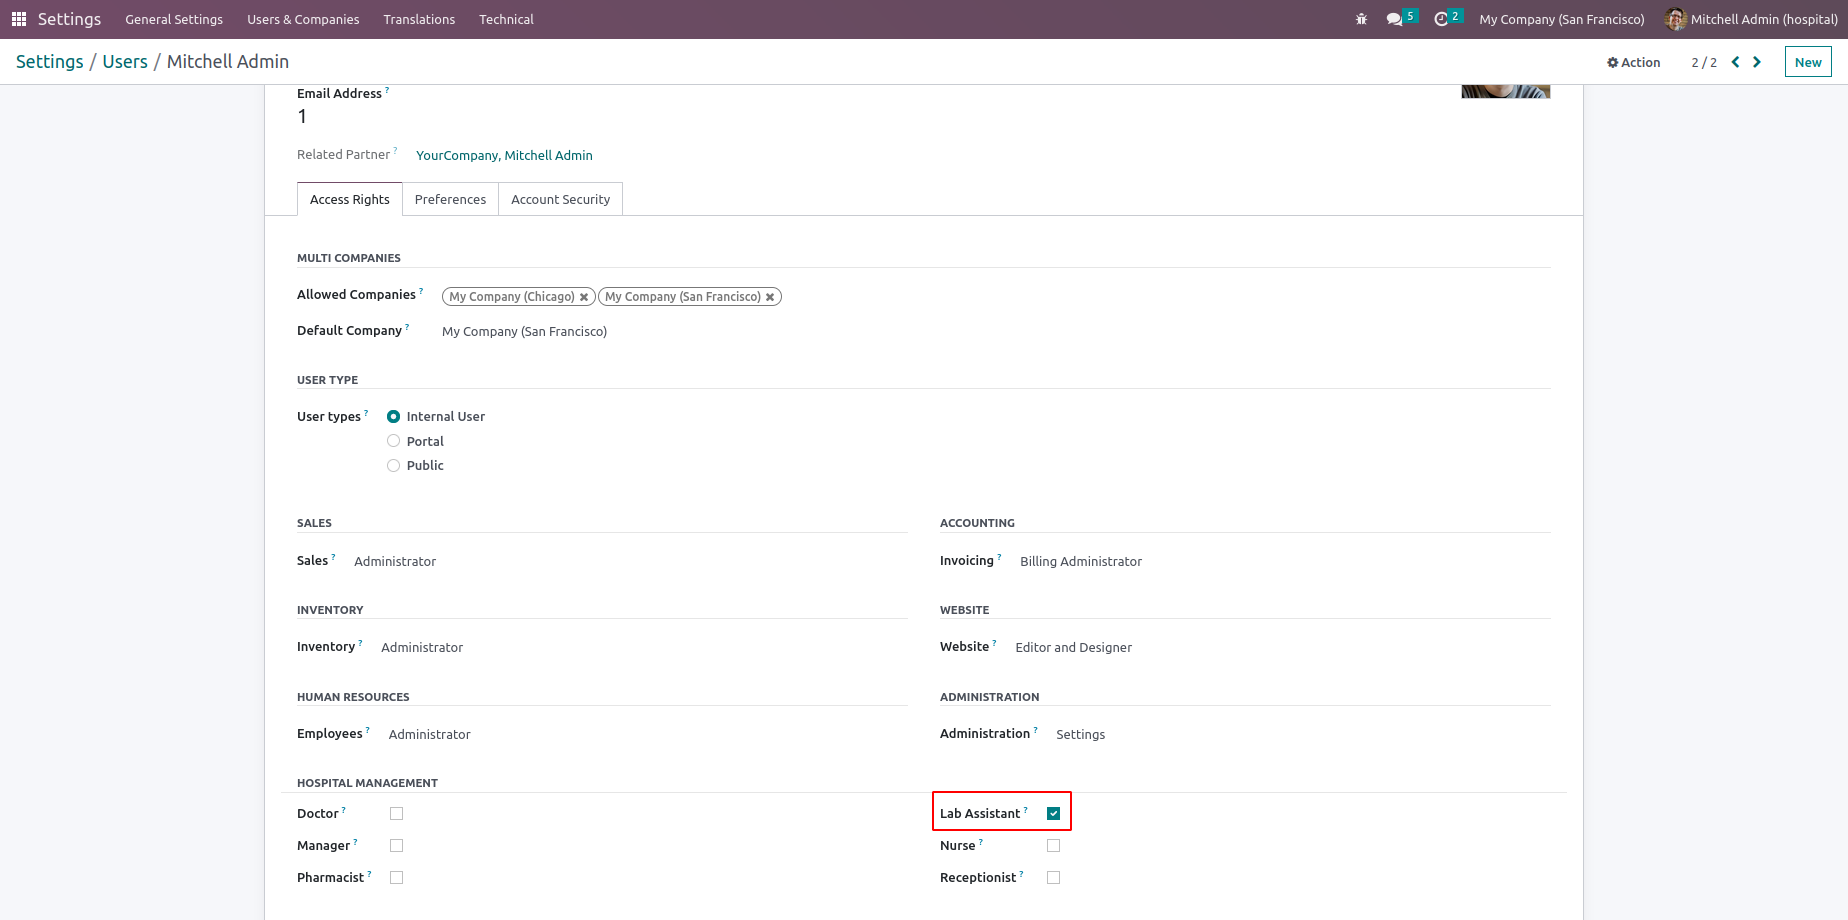 Settings General Settings Users & Companies Translations Technical 5 2 My Company (San Francisco) Mitchell Admin (hospital)
Settings / Users / Mitchell Admin Action 2 / 2 New
Email Address ?
1
Related Partner ? YourCompany, Mitchell Admin
Access Rights Preferences Account Security
MULTI COMPANIES
Allowed Companies ? My Company (Chicago) My Company (San Francisco)
Default Company ? My Company (San Francisco)
USER TYPE
User types ? Internal User
Portal
Public
SALES ACCOUNTING
Sales ? Administrator Invoicing ? Billing Administrator
INVENTORY WEBSITE
Inventory ? Administrator Website ? Editor and Designer
HUMAN RESOURCES ADMINISTRATION
Employees ? Administrator Administration ? Settings
HOSPITAL MANAGEMENT
Doctor ? Lab Assistant ?
Manager ? Nurse ?
Pharmacist ? Receptionist ?